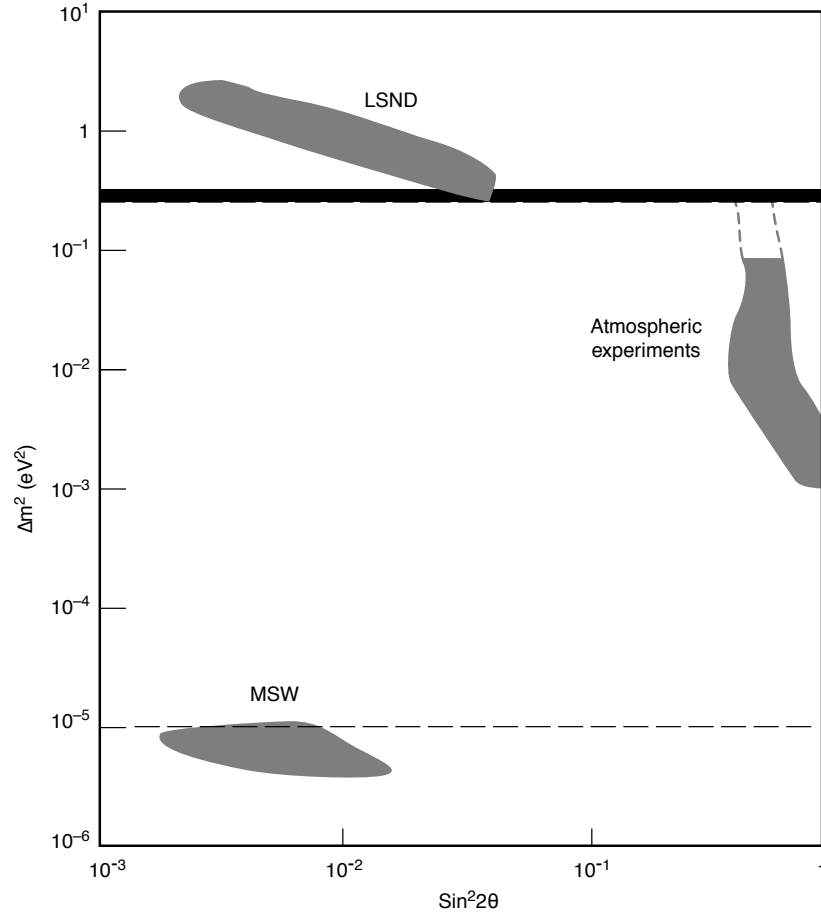 10¹
LSND
1
10⁻¹
Atmospheric
experiments
10⁻²
Δm² (eV²)
10⁻³
10⁻⁴
MSW
10⁻⁵
10⁻⁶
10⁻³ 10⁻² 10⁻¹ 1
Sin²2θ